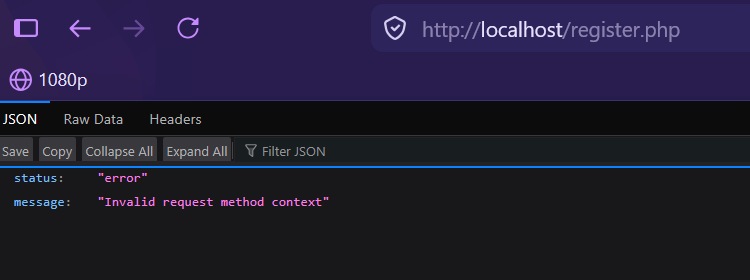 http://localhost/register.php
1080p
JSON Raw Data Headers
Save Copy Collapse All Expand All Filter JSON
status: "error"
message: "Invalid request method context"